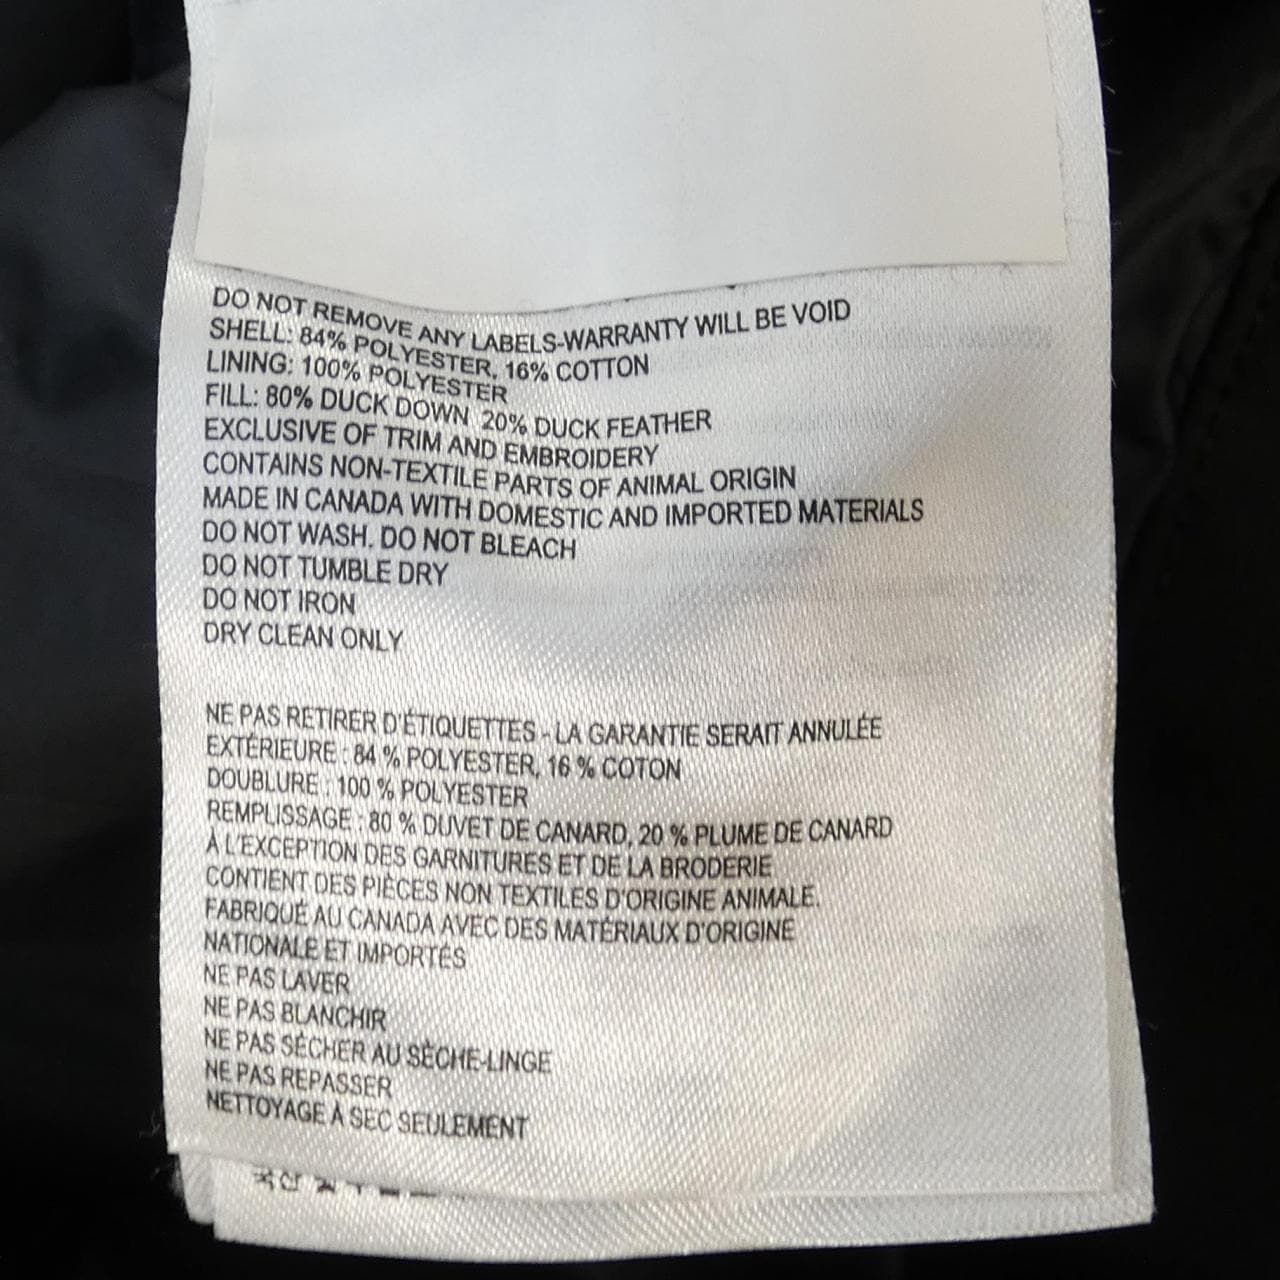 DO NOT REMOVE ANY LABELS-WARRANTY WILL BE VOID
SHELL: 84% POLYESTER, 16% COTTON
LINING: 100% POLYESTER
FILL: 80% DUCK DOWN 20% DUCK FEATHER
EXCLUSIVE OF TRIM AND EMBROIDERY
CONTAINS NON-TEXTILE PARTS OF ANIMAL ORIGIN
MADE IN CANADA WITH DOMESTIC AND IMPORTED MATERIALS
DO NOT WASH. DO NOT BLEACH
DO NOT TUMBLE DRY
DO NOT IRON
DRY CLEAN ONLY
NE PAS RETIRER D'ÉTIQUETTES - LA GARANTIE SERAIT ANNULÉE
EXTÉRIEURE : 84 % POLYESTER, 16 % COTON
DOUBLURE : 100 % POLYESTER
REMPLISSAGE : 80 % DUVET DE CANARD, 20 % PLUME DE CANARD
À L'EXCEPTION DES GARNITURES ET DE LA BRODERIE
CONTIENT DES PIÈCES NON TEXTILES D'ORIGINE ANIMALE.
FABRIQUÉ AU CANADA AVEC DES MATÉRIAUX D'ORIGINE
NATIONALE ET IMPORTÉS
NE PAS LAVER
NE PAS BLANCHIR
NE PAS SÉCHER AU SÈCHE-LINGE
NE PAS REPASSER
NETTOYAGE À SEC SEULEMENT